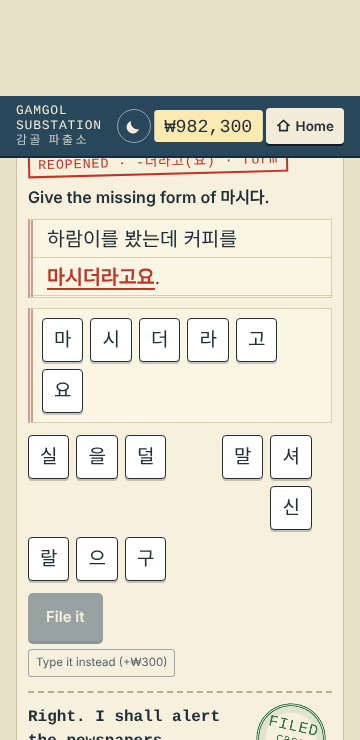 GAMGOL
SUBSTATION
감골 파출소
₩982,300
Home
REOPENED · -더라고(요) · form
Give the missing form of 마시다.
하람이를 봤는데 커피를
마시더라고요.
마 시 더 라 고
요
실 을 덜 말 셔
신
랄 으 구
File it
Type it instead (+₩300)
Right. I shall alert
the newspapers
FILED